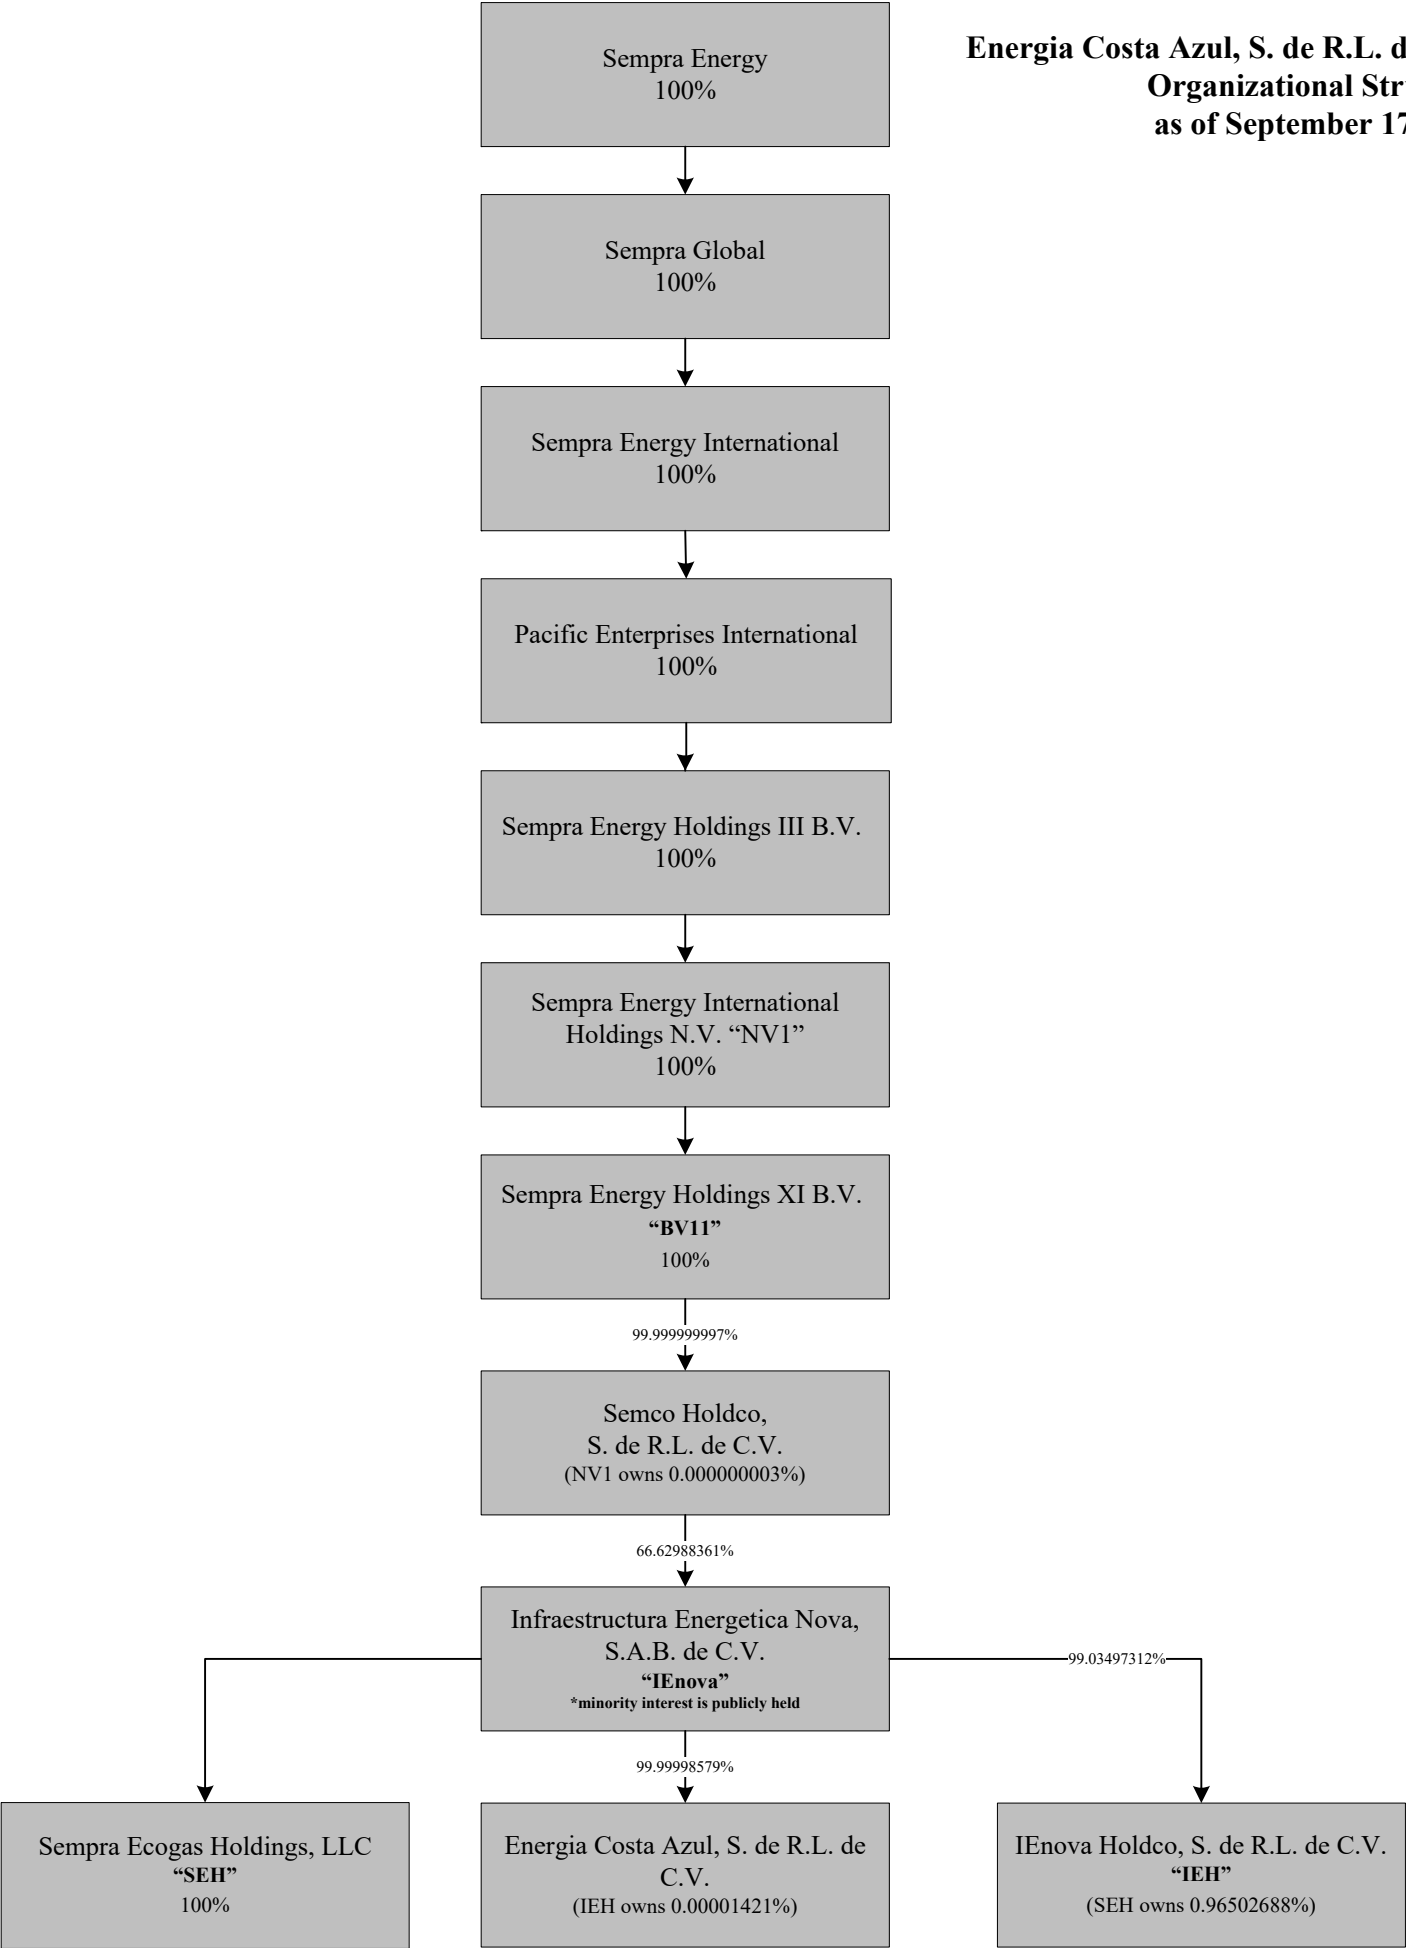 Sempra Energy
100%
Energia Costa Azul, S. de R.L.
Organizational
as of September
Sempra Global
100%
Sempra Energy International
100%
Pacific Enterprises International
100%
Sempra Energy Holdings III B.V.
100%
Sempra Energy International
Holdings N.V. “NV1”
100%
Sempra Energy Holdings XI B.V.
“BV11”
100%
99.999999997%
Semco Holdco,
S. de R.L. de C.V.
(NV1 owns 0.000000003%)
66.62988361%
Infraestructura Energetica Nova,
S.A.B. de C.V.
“IEnova”
*minority interest is publicly held
99.03497312%
99.99998579%
Sempra Ecogas Holdings, LLC
“SEH”
100%
Energia Costa Azul, S. de R.L. de
C.V.
(IEH owns 0.00001421%)
IEnova Holdco, S. de R.L. de C.V.
“IEH”
(SEH owns 0.96502688%)